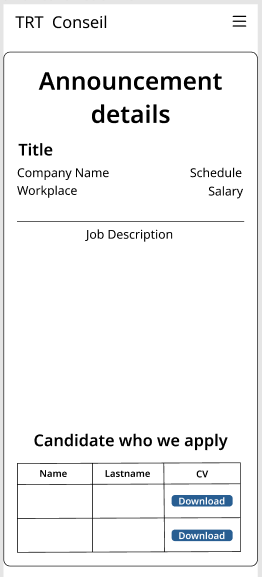 TRT Conseil
Announcement
details
Title
Company Name Schedule
Workplace Salary
Job Description
Candidate who we apply
Name Lastname CV
Download
Download